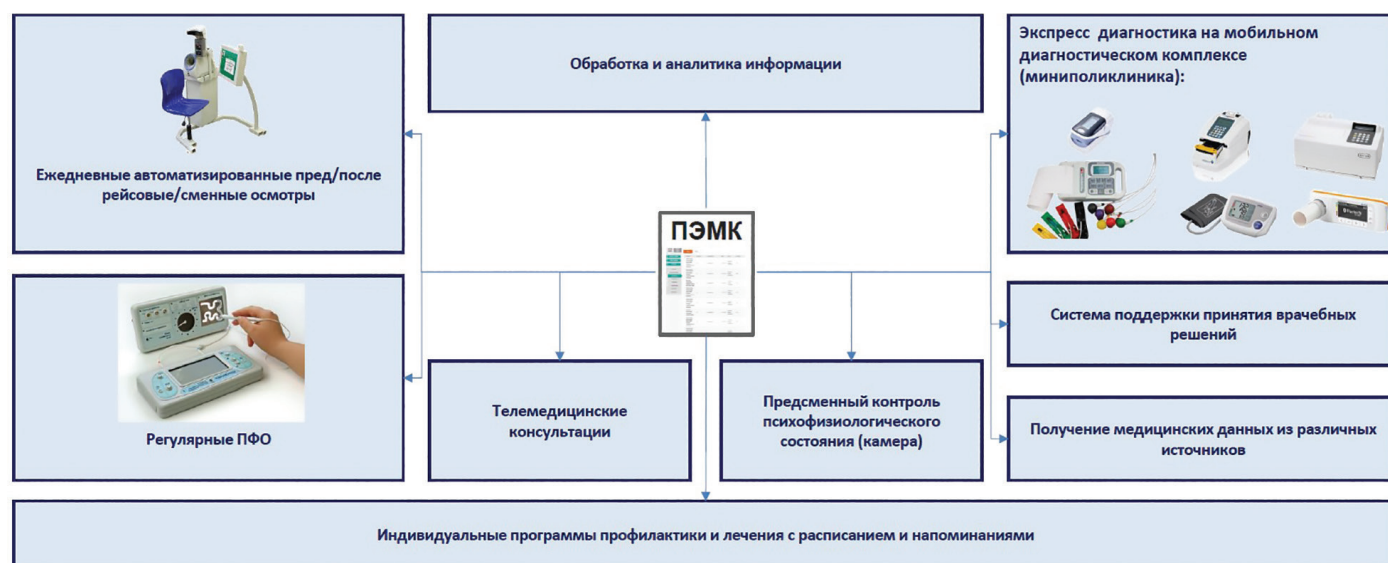 Ежедневные автоматизированные пред/после
рейсовые/сменные осмотры
Обработка и аналитика информации
Экспресс диагностика на мобильном
диагностическом комплексе
(миниполиклиника):
ПЭМК
Регулярные ПФО
Телемедицинские
консультации
Предсменный контроль
психофизиологического
состояния (камера)
Система поддержки принятия врачебных
решений
Получение медицинских данных из различных
источников
Индивидуальные программы профилактики и лечения с расписанием и напоминаниями